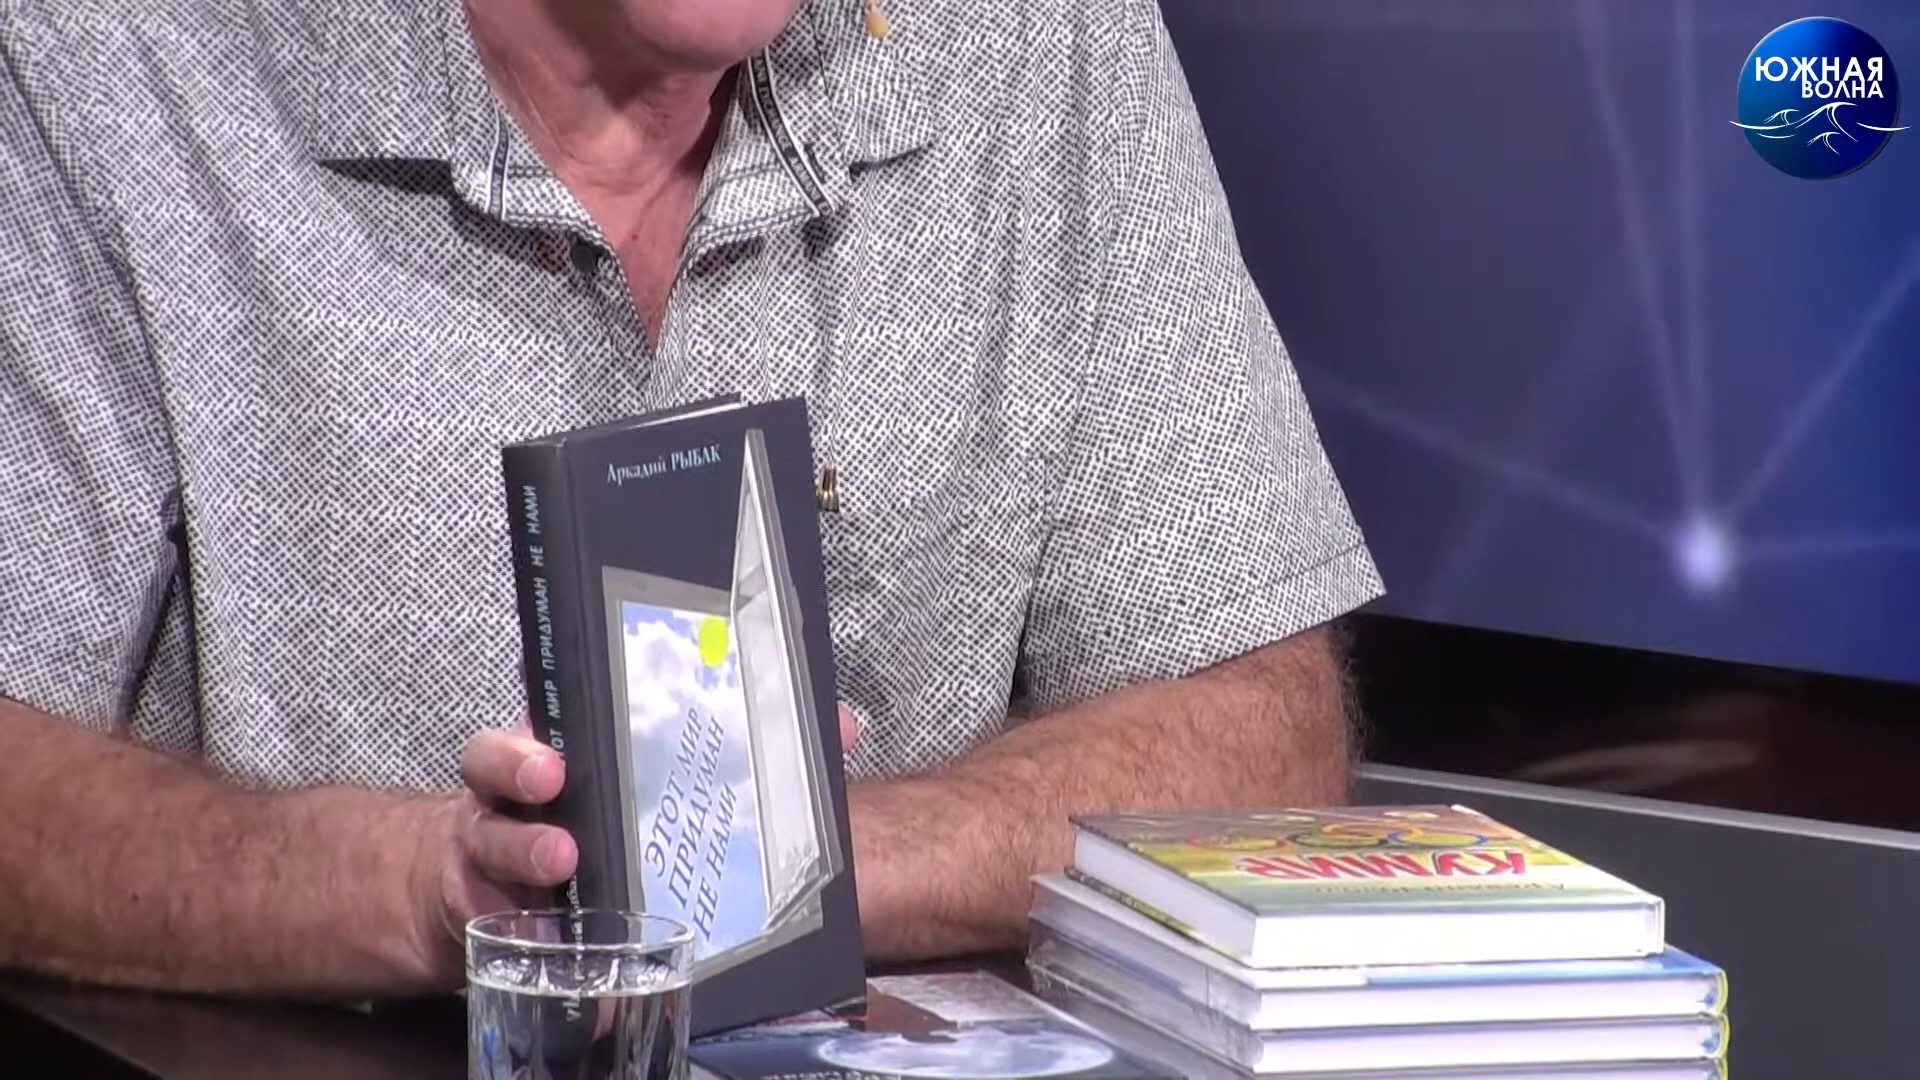 ЮЖНАЯ
ВОЛНА
Аркадий РЫБАК
ЭТОТ МИР ПРИДУМАН НЕ НАМИ
ЭТОТ МИР
ПРИДУМАН
НЕ НАМИ
КУМИР